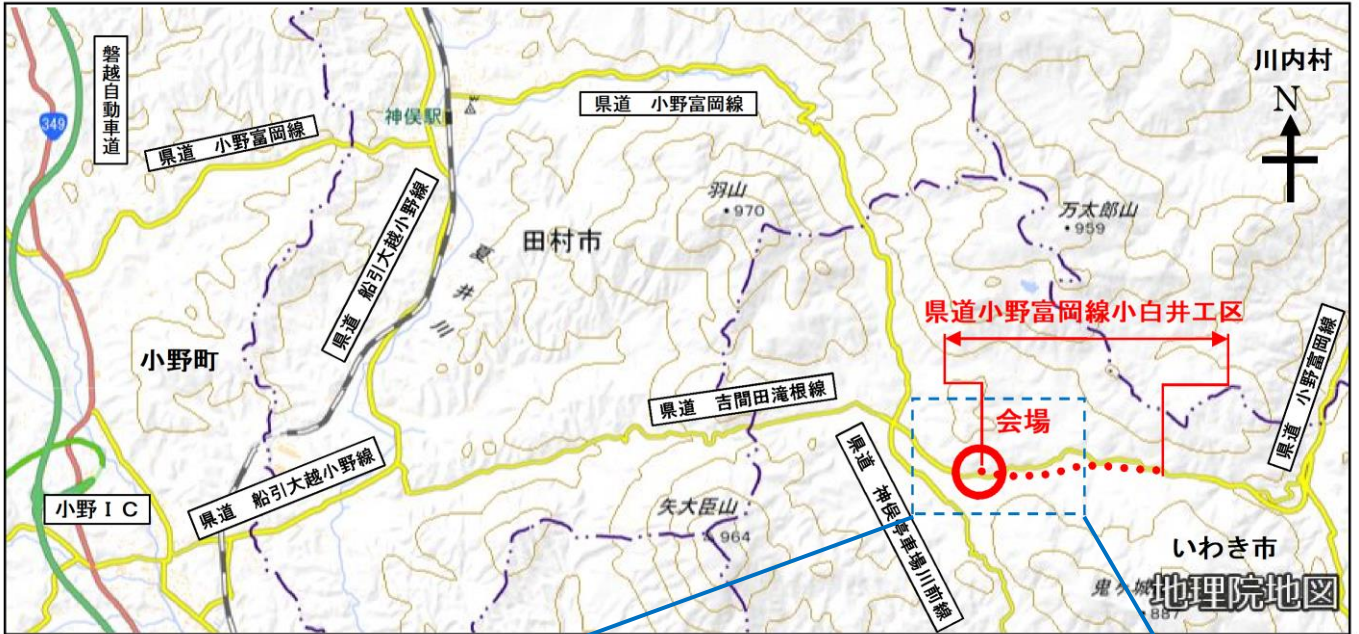 磐越自動車道
349
県道 小野富岡線
神俣駅
県道 小野富岡線
川内村
N
羽山
・970
万太郎山
・959
田村市
県道 船引大越小野線
夏井川
県道小野富岡線小白井工区
小野町
県道 吉間田滝根線
会場
県道 小野富岡線
県道 船引大越小野線
小野IC
矢大臣山
964
県道 神俣停車場川前線
いわき市
鬼ヶ城
887
地理院地図